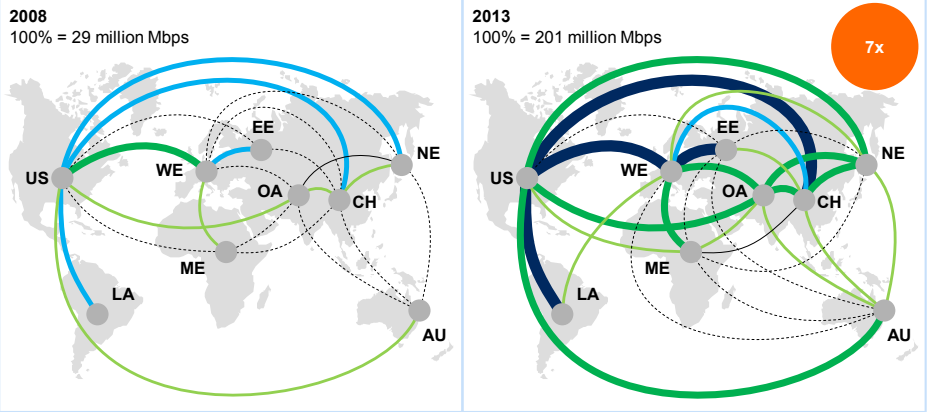 2008
100% = 29 million Mbps
EE
NE
WE
US
OA
CH
ME
LA
AU
2013
100% = 201 million Mbps
7x
EE
NE
WE
US
OA
CH
ME
LA
AU